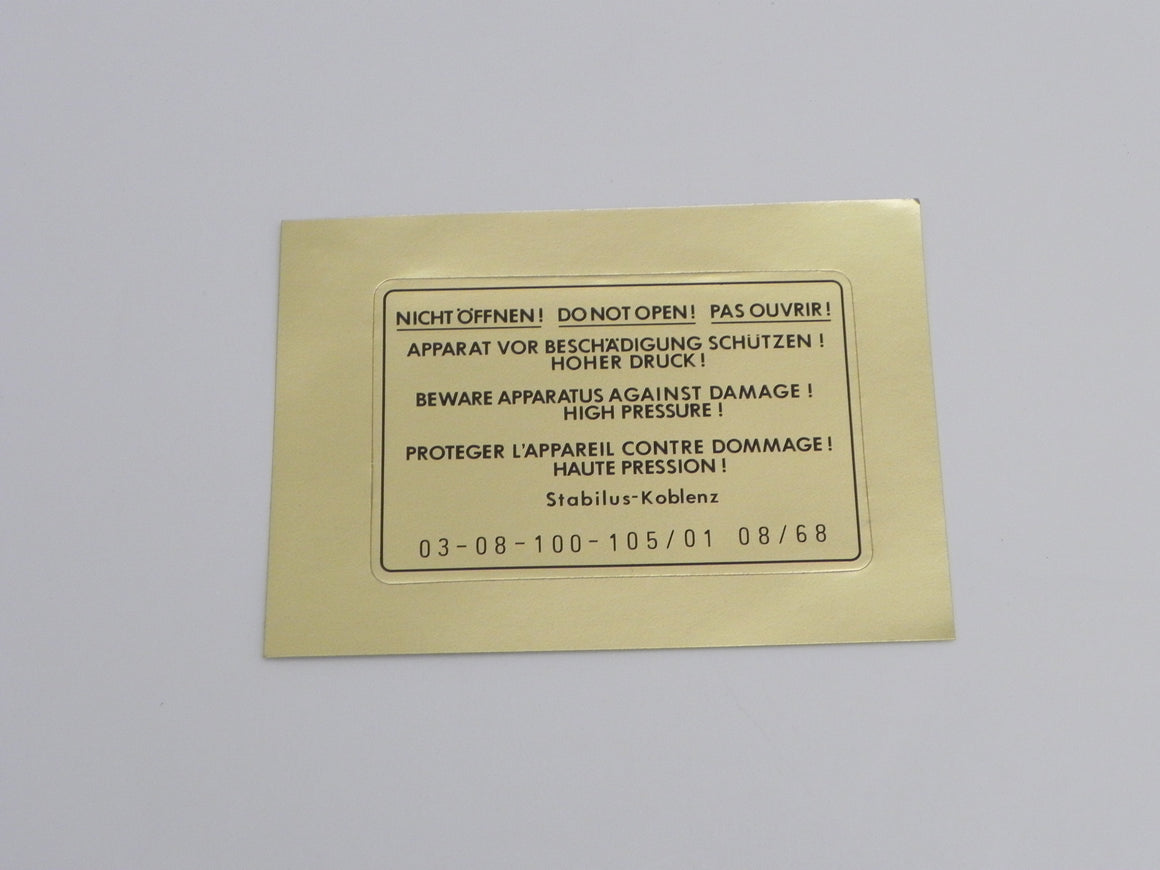 NICHT ÖFFNEN! DO NOT OPEN! PAS OUVRIR!
APPARAT VOR BESCHÄDIGUNG SCHÜTZEN !
HOHER DRUCK !
BEWARE APPARATUS AGAINST DAMAGE !
HIGH PRESSURE !
PROTEGER L'APPAREIL CONTRE DOMMAGE !
HAUTE PRESSION !
Stabilus-Koblenz
03-08-100-105/01 08/68